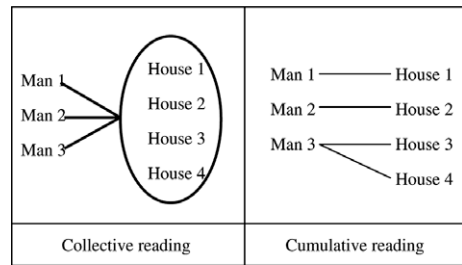 Man 1
Man 2
Man 3
House 1
House 2
House 3
House 4
Man 1
House 1
Man 2
House 2
Man 3
House 3
House 4
Collective reading
Cumulative reading